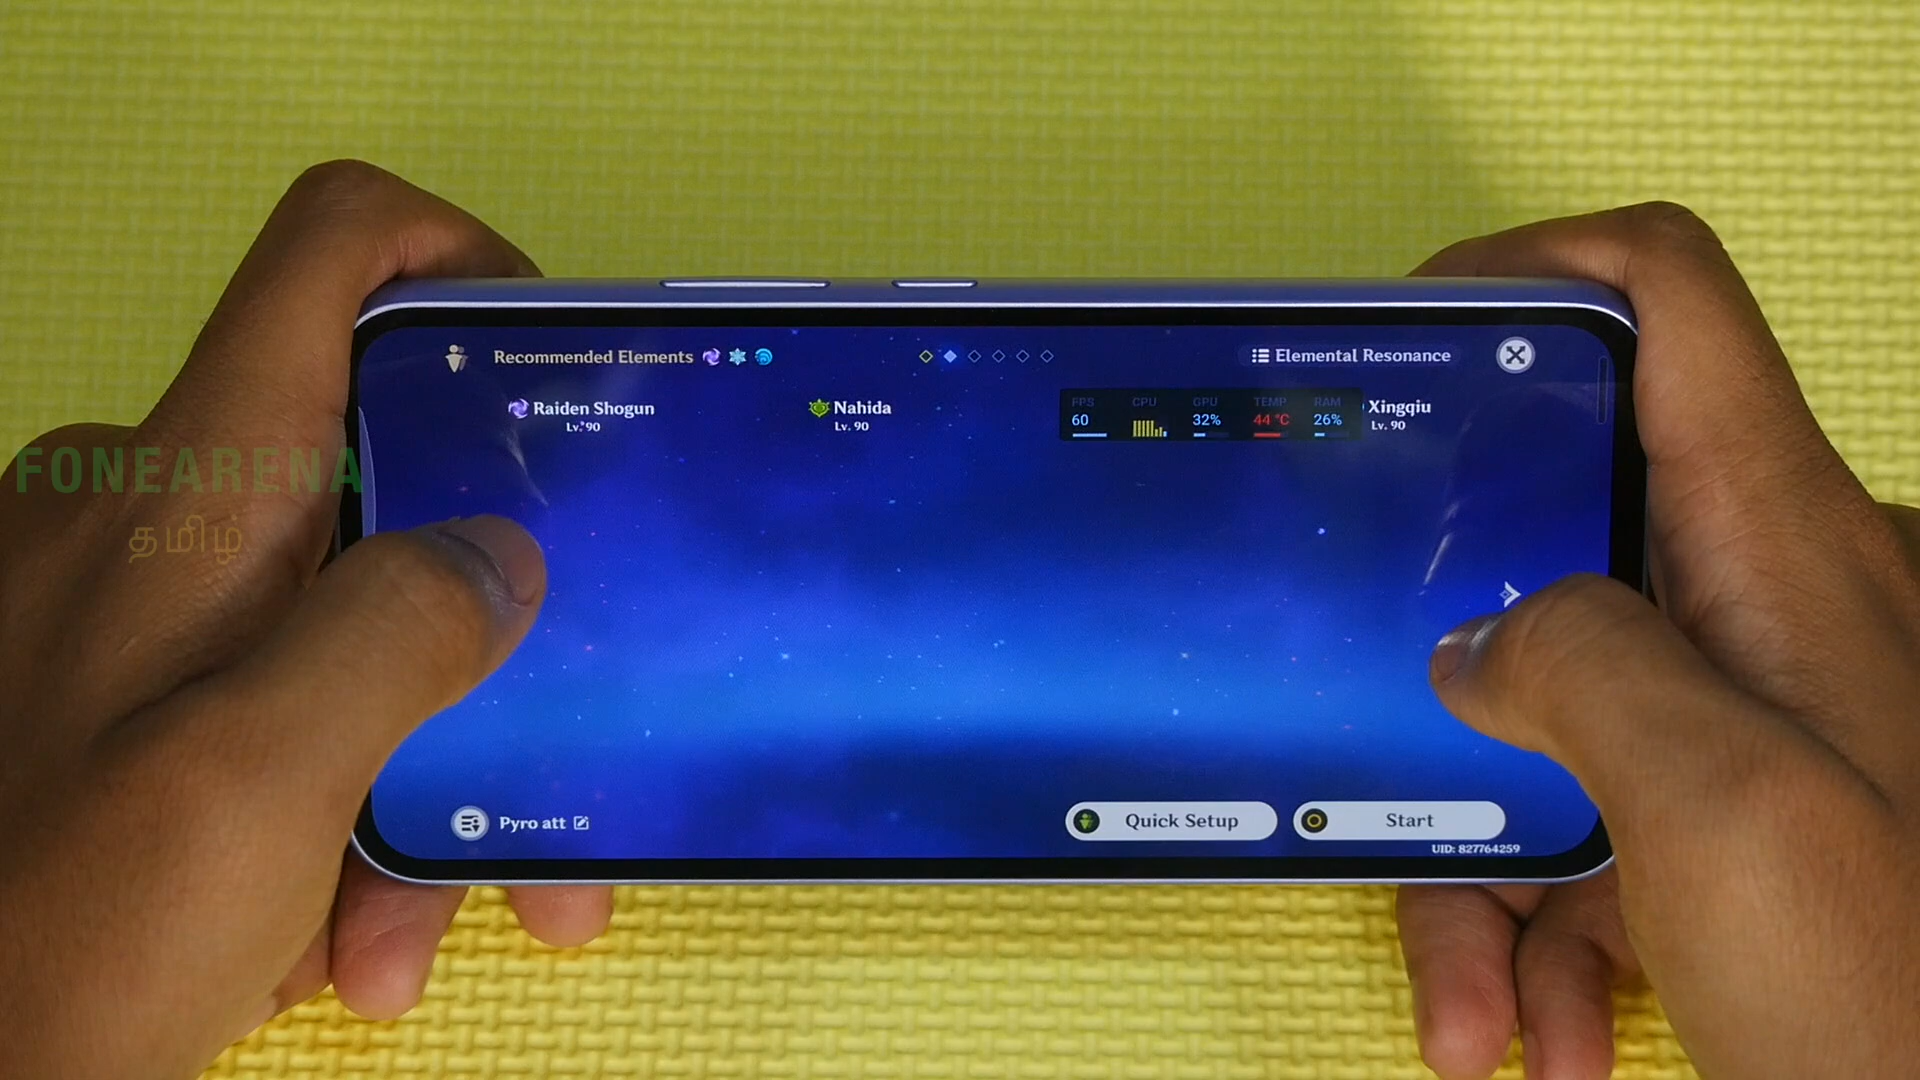 Recommended Elements
Elemental Resonance
Raiden Shogun
Lv. 90
Nahida
Lv. 90
FPS CPU GPU TEMP RAM
60 32% 44 °C 26%
Xingqiu
Lv. 90
FONEARENA
தமிழ்
Pyro att
Quick Setup
Start
UID: 827764259